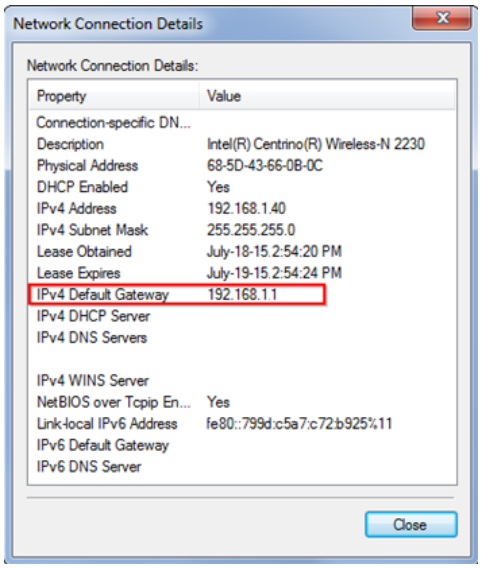 Network Connection Details
Network Connection Details:
Property Value
Connection-specific DN...
Description Intel(R) Centrino(R) Wireless-N 2230
Physical Address 68-5D-43-66-0B-0C
DHCP Enabled Yes
IPv4 Address 192.168.1.40
IPv4 Subnet Mask 255.255.255.0
Lease Obtained July-18-15 2:54:20 PM
Lease Expires July-19-15 2:54:24 PM
IPv4 Default Gateway 192.168.1.1
IPv4 DHCP Server
IPv4 DNS Servers
IPv4 WINS Server
NetBIOS over Tcpip En... Yes
Link-local IPv6 Address fe80::799d:c5a7:c72:b925%11
IPv6 Default Gateway
IPv6 DNS Server
Close